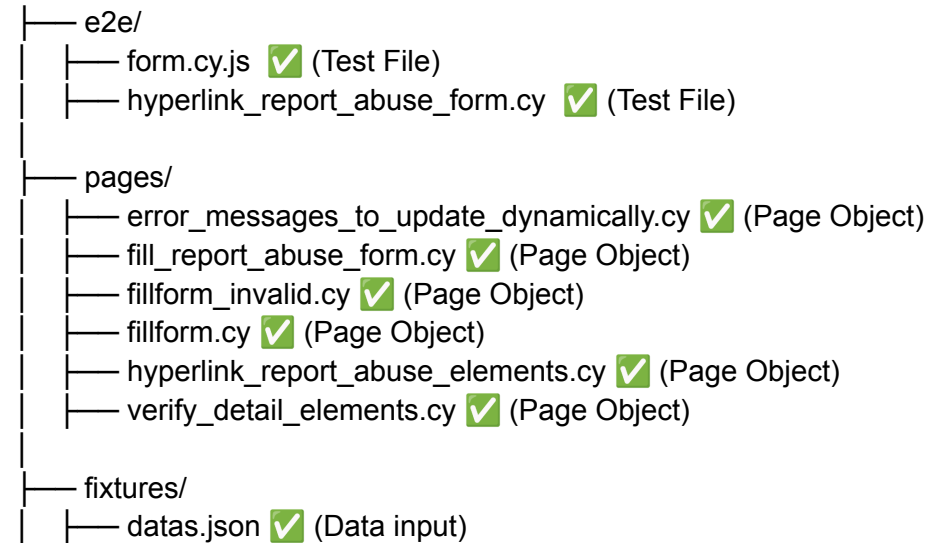 ├── e2e/
│   ├── form.cy.js ✅ (Test File)
│   ├── hyperlink_report_abuse_form.cy ✅ (Test File)
│
├── pages/
│   ├── error_messages_to_update_dynamically.cy ✅ (Page Object)
│   ├── fill_report_abuse_form.cy ✅ (Page Object)
│   ├── fillform_invalid.cy ✅ (Page Object)
│   ├── fillform.cy ✅ (Page Object)
│   ├── hyperlink_report_abuse_elements.cy ✅ (Page Object)
│   ├── verify_detail_elements.cy ✅ (Page Object)
│
├── fixtures/
│   ├── datas.json ✅ (Data input)